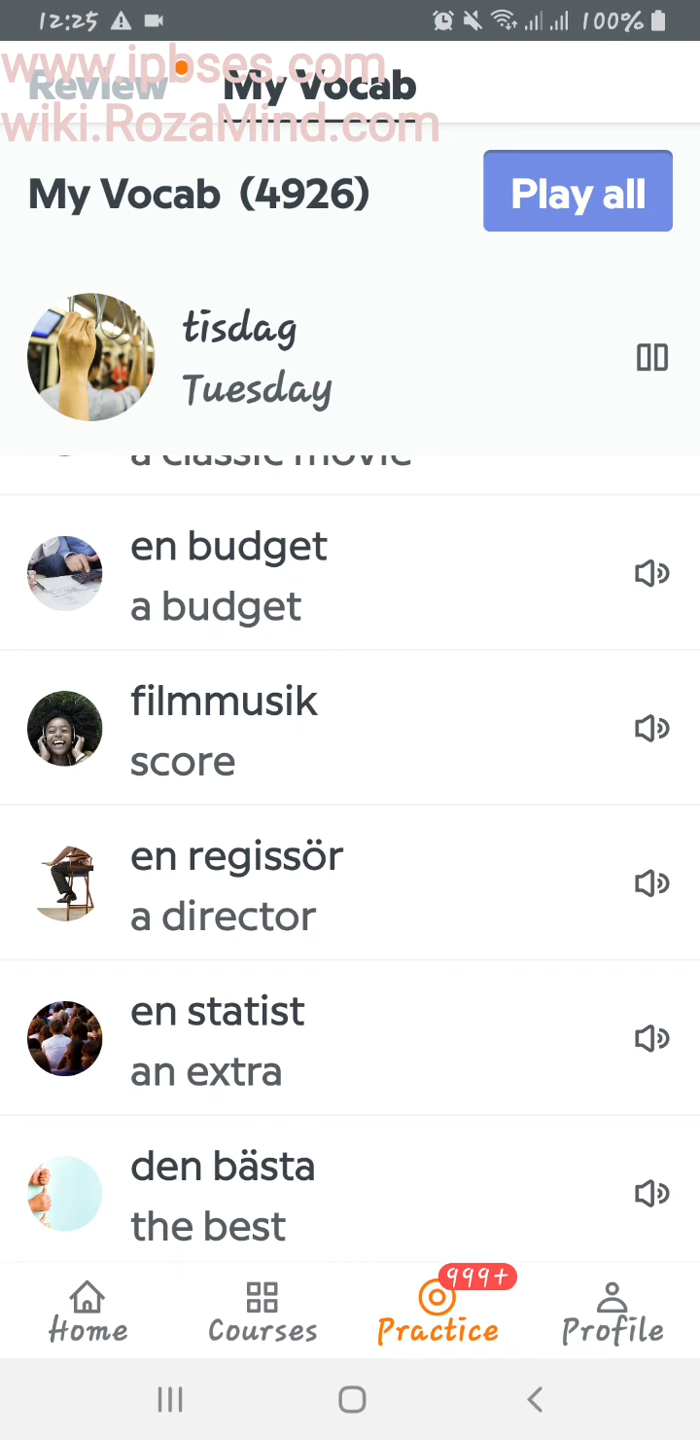 12:25
100%
www.ipbses.com
Review My Vocab
wiki.RozaMind.com
My Vocab (4926)
Play all
tisdag
Tuesday
a classic movie
en budget
a budget
filmmusik
score
en regissör
a director
en statist
an extra
den bästa
the best
999+
Home Courses Practice Profile